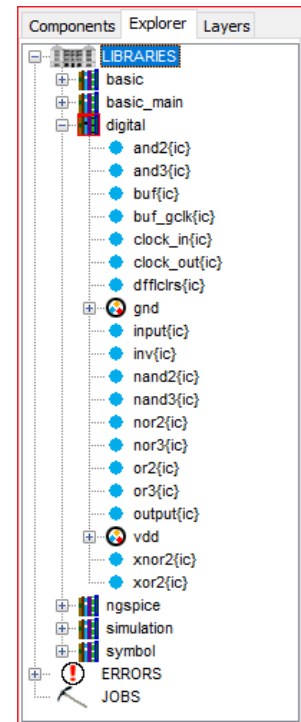 Components Explorer Layers
LIBRARIES
basic
basic_main
digital
and2{ic}
and3{ic}
buf{ic}
buf_gclk{ic}
clock_in{ic}
clock_out{ic}
dfflclrs{ic}
gnd
input{ic}
inv{ic}
nand2{ic}
nand3{ic}
nor2{ic}
nor3{ic}
or2{ic}
or3{ic}
output{ic}
vdd
xnor2{ic}
xor2{ic}
ngspice
simulation
symbol
ERRORS
JOBS